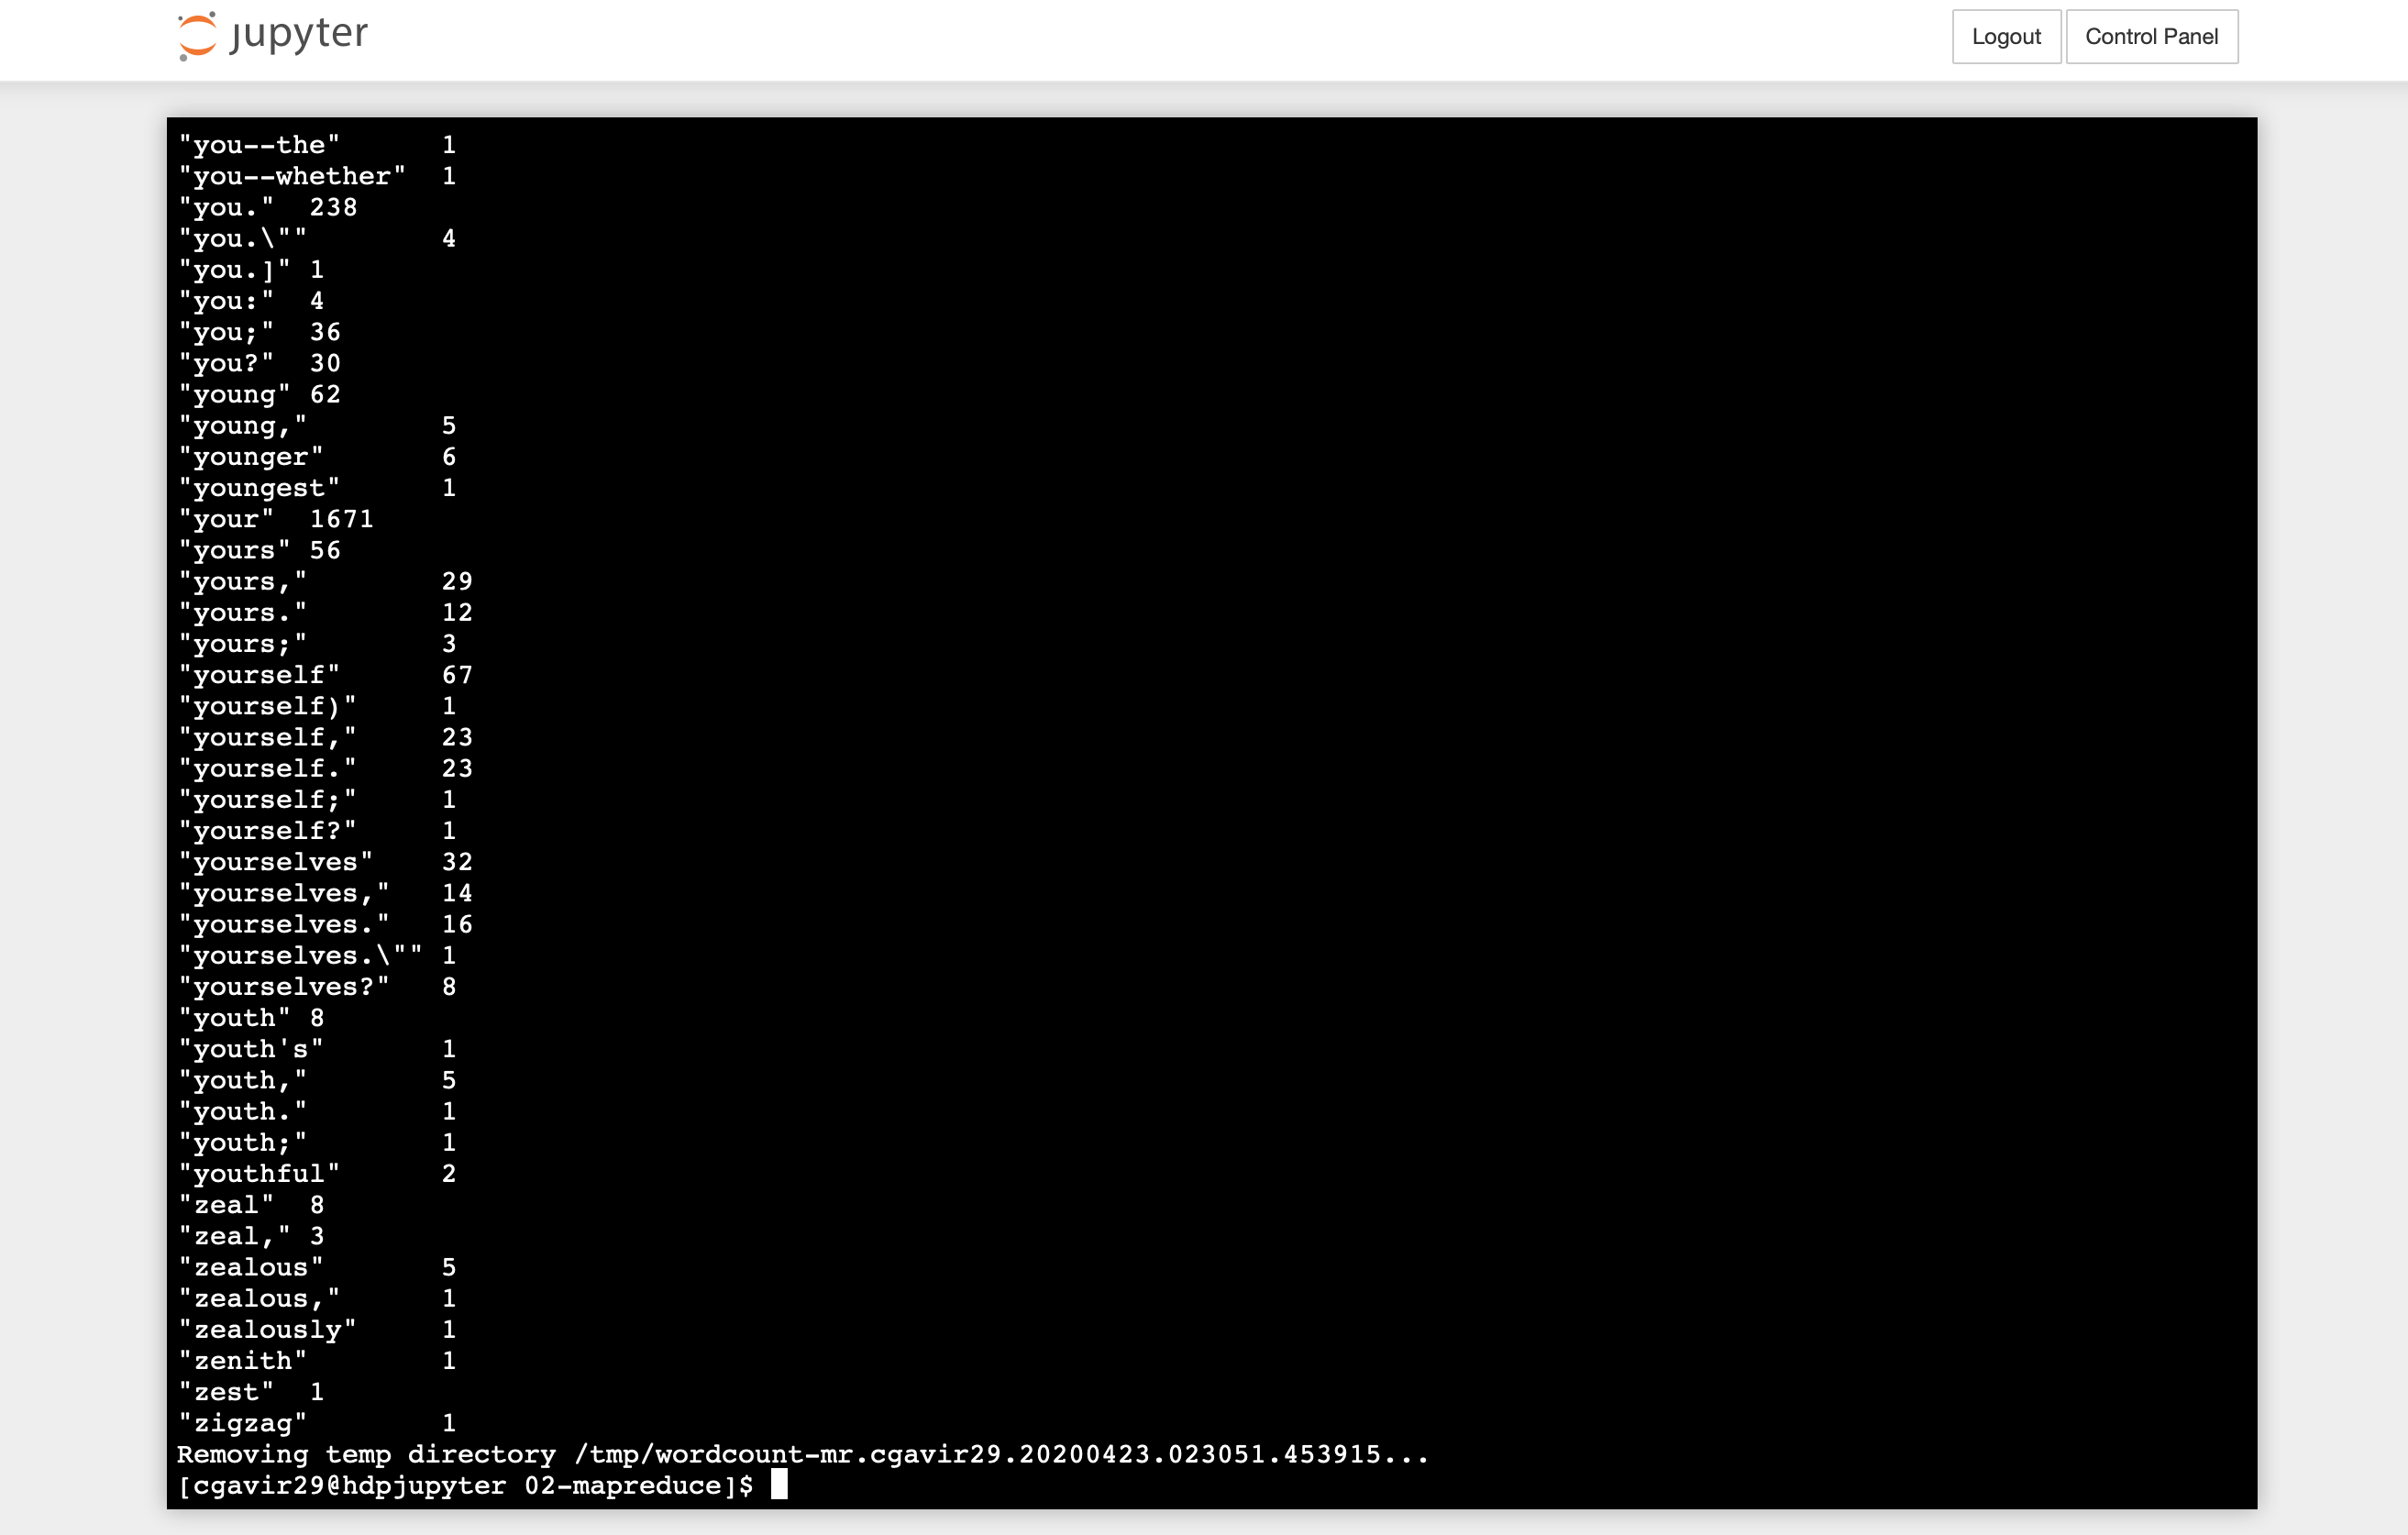 jupyter
Logout
Control Panel
"you--the"	1
"you--whether"	1
"you."	238
"you.\""	4
"you.]"	1
"you:"	4
"you;"	36
"you?"	30
"young"	62
"young,"	5
"younger"	6
"youngest"	1
"your"	1671
"yours"	56
"yours,"	29
"yours."	12
"yours;"	3
"yourself"	67
"yourself)"	1
"yourself,"	23
"yourself."	23
"yourself;"	1
"yourself?"	1
"yourselves"	32
"yourselves,"	14
"yourselves."	16
"yourselves.\""	1
"yourselves?"	8
"youth"	8
"youth's"	1
"youth,"	5
"youth."	1
"youth;"	1
"youthful"	2
"zeal"	8
"zeal,"	3
"zealous"	5
"zealous,"	1
"zealously"	1
"zenith"	1
"zest"	1
"zigzag"	1
Removing temp directory /tmp/wordcount-mr.cgavir29.20200423.023051.453915...
[cgavir29@hdpjupyter 02-mapreduce]$